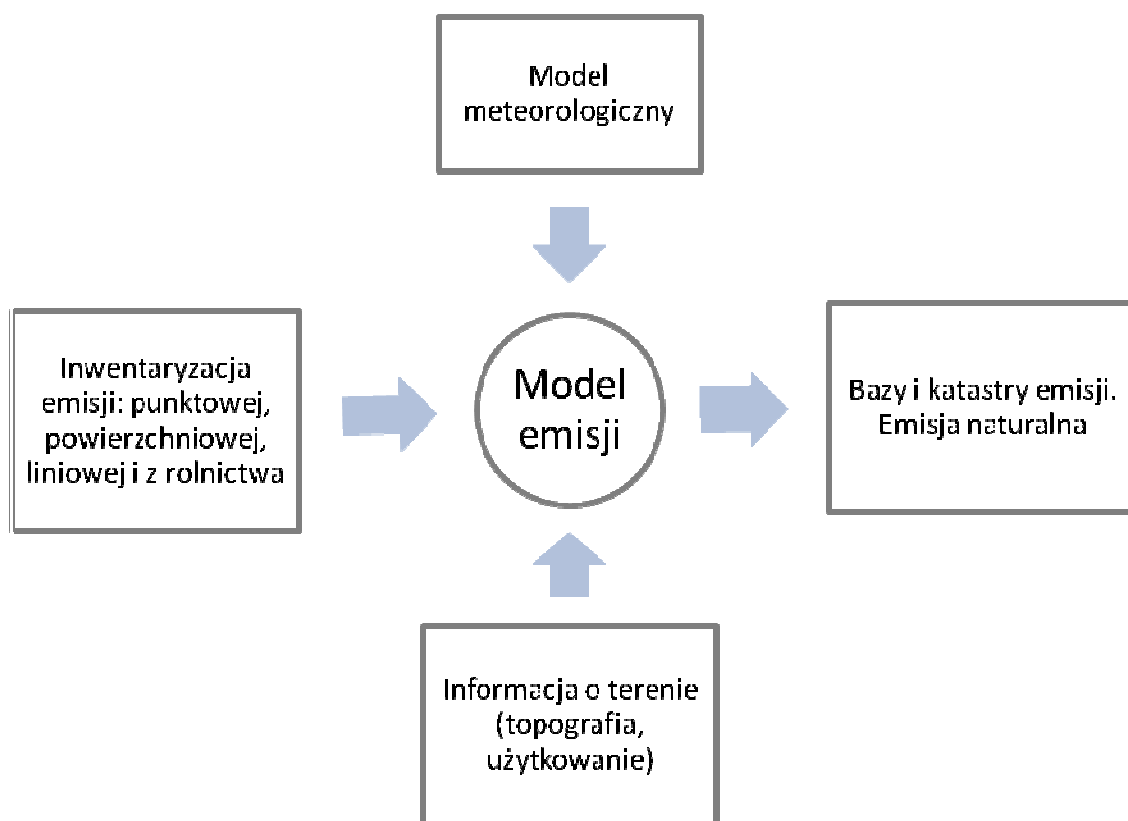 Model
meteorologiczny
Inwentaryzacja
emisji: punktowej,
powierzchniowej,
liniowej i z rolnictwa
Model
emisji
Bazy i katastry emisji.
Emisja naturalna
Informacja o terenie
(topografia,
użytkowanie)